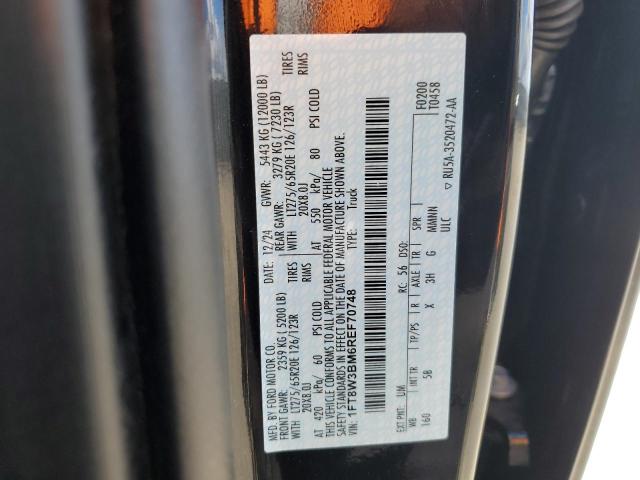 MFD. BY FORD MOTOR CO.
DATE: 12/24 GVWR: 5443 KG (12000 LB)
FRONT GAWR: 2359 KG (5200 LB) REAR GAWR: 3279 KG (7230 LB)
WITH LT275/65R20E 126/123R TIRES WITH LT275/65R20E 126/123R TIRES
20X8.0J RIMS 20X8.0J RIMS
AT 420 kPa/ 60 PSI COLD AT 550 kPa/ 80 PSI COLD
THIS VEHICLE CONFORMS TO ALL APPLICABLE FEDERAL MOTOR VEHICLE
SAFETY STANDARDS IN EFFECT ON THE DATE OF MANUFACTURE SHOWN ABOVE.
VIN: 1FT8W3BM6REF70748 TYPE: Truck
F0200
T0458
EXT PNT: UM RC: 56 DSO:
WB INT TR TP/PS R AXLE TR SPR
160 5B X 3H G MMMNN
ULC
▽ RU5A-3520472-AA